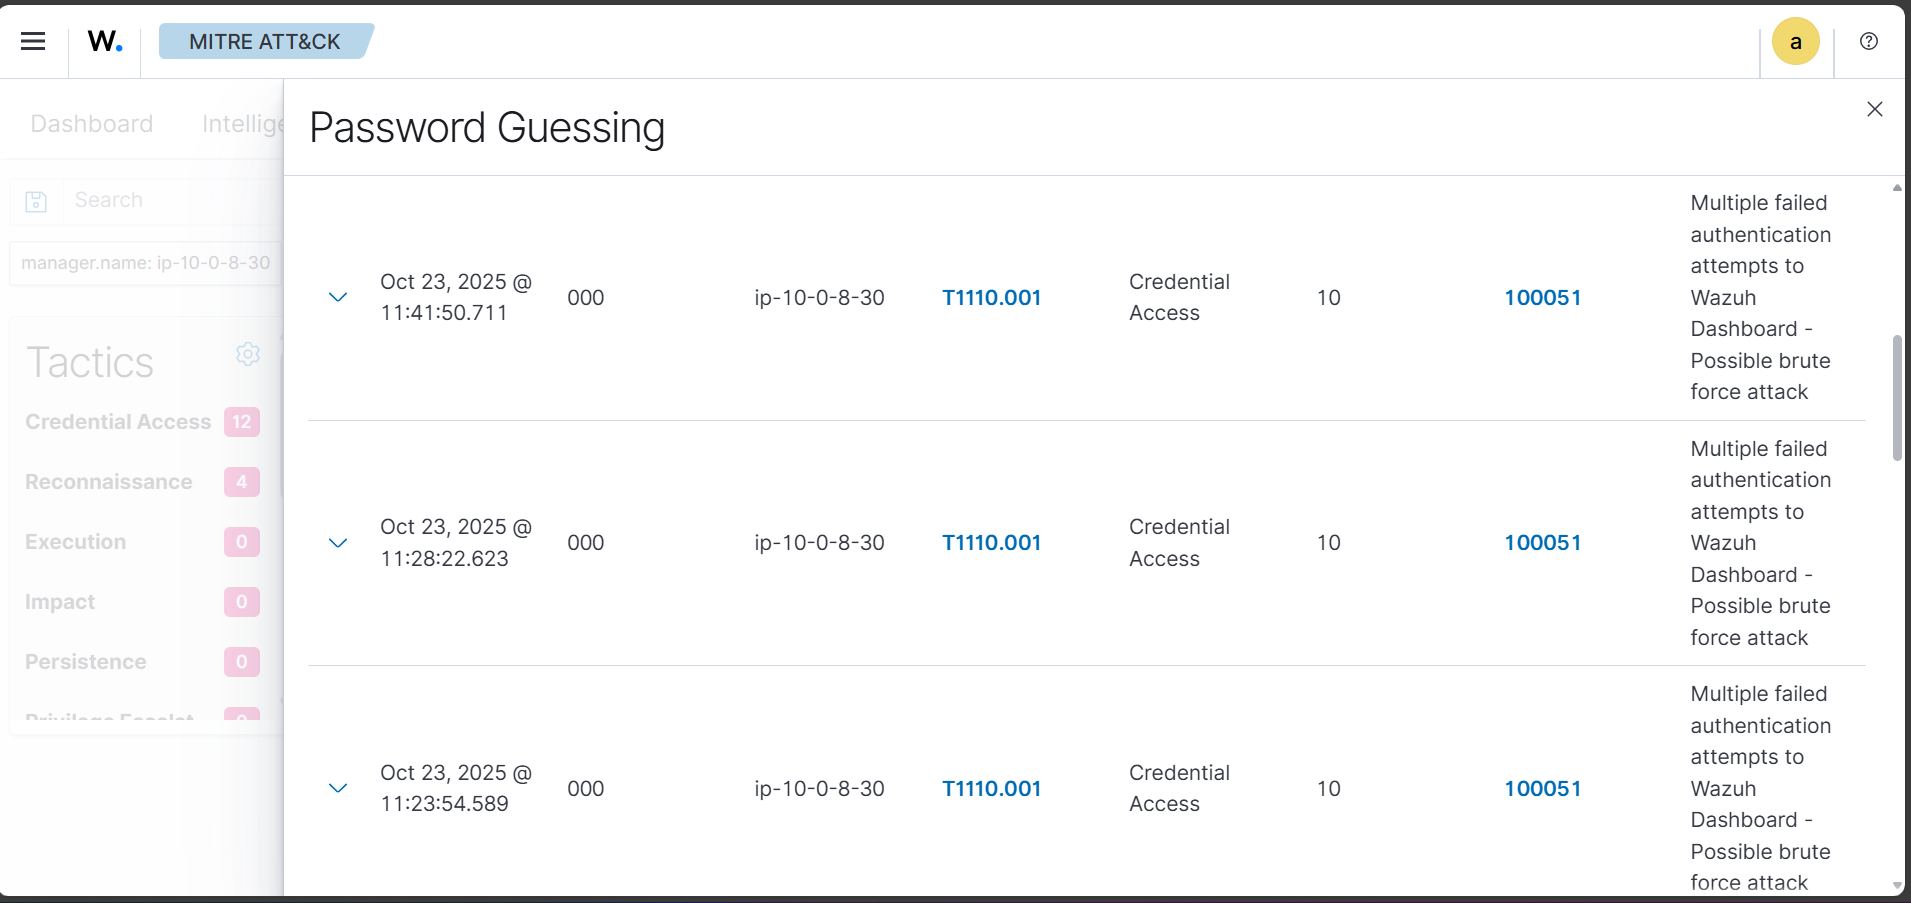 W.
MITRE ATT&CK
a
Dashboard
Intellige
Password Guessing
Search
manager.name: ip-10-0-8-30
Tactics
Credential Access 12
Reconnaissance 4
Execution 0
Impact 0
Persistence 0
Privilege Escalat 0
Oct 23, 2025 @
11:41:50.711
000
ip-10-0-8-30
T1110.001
Credential
Access
10
100051
Multiple failed
authentication
attempts to
Wazuh
Dashboard -
Possible brute
force attack
Oct 23, 2025 @
11:28:22.623
000
ip-10-0-8-30
T1110.001
Credential
Access
10
100051
Multiple failed
authentication
attempts to
Wazuh
Dashboard -
Possible brute
force attack
Oct 23, 2025 @
11:23:54.589
000
ip-10-0-8-30
T1110.001
Credential
Access
10
100051
Multiple failed
authentication
attempts to
Wazuh
Dashboard -
Possible brute
force attack